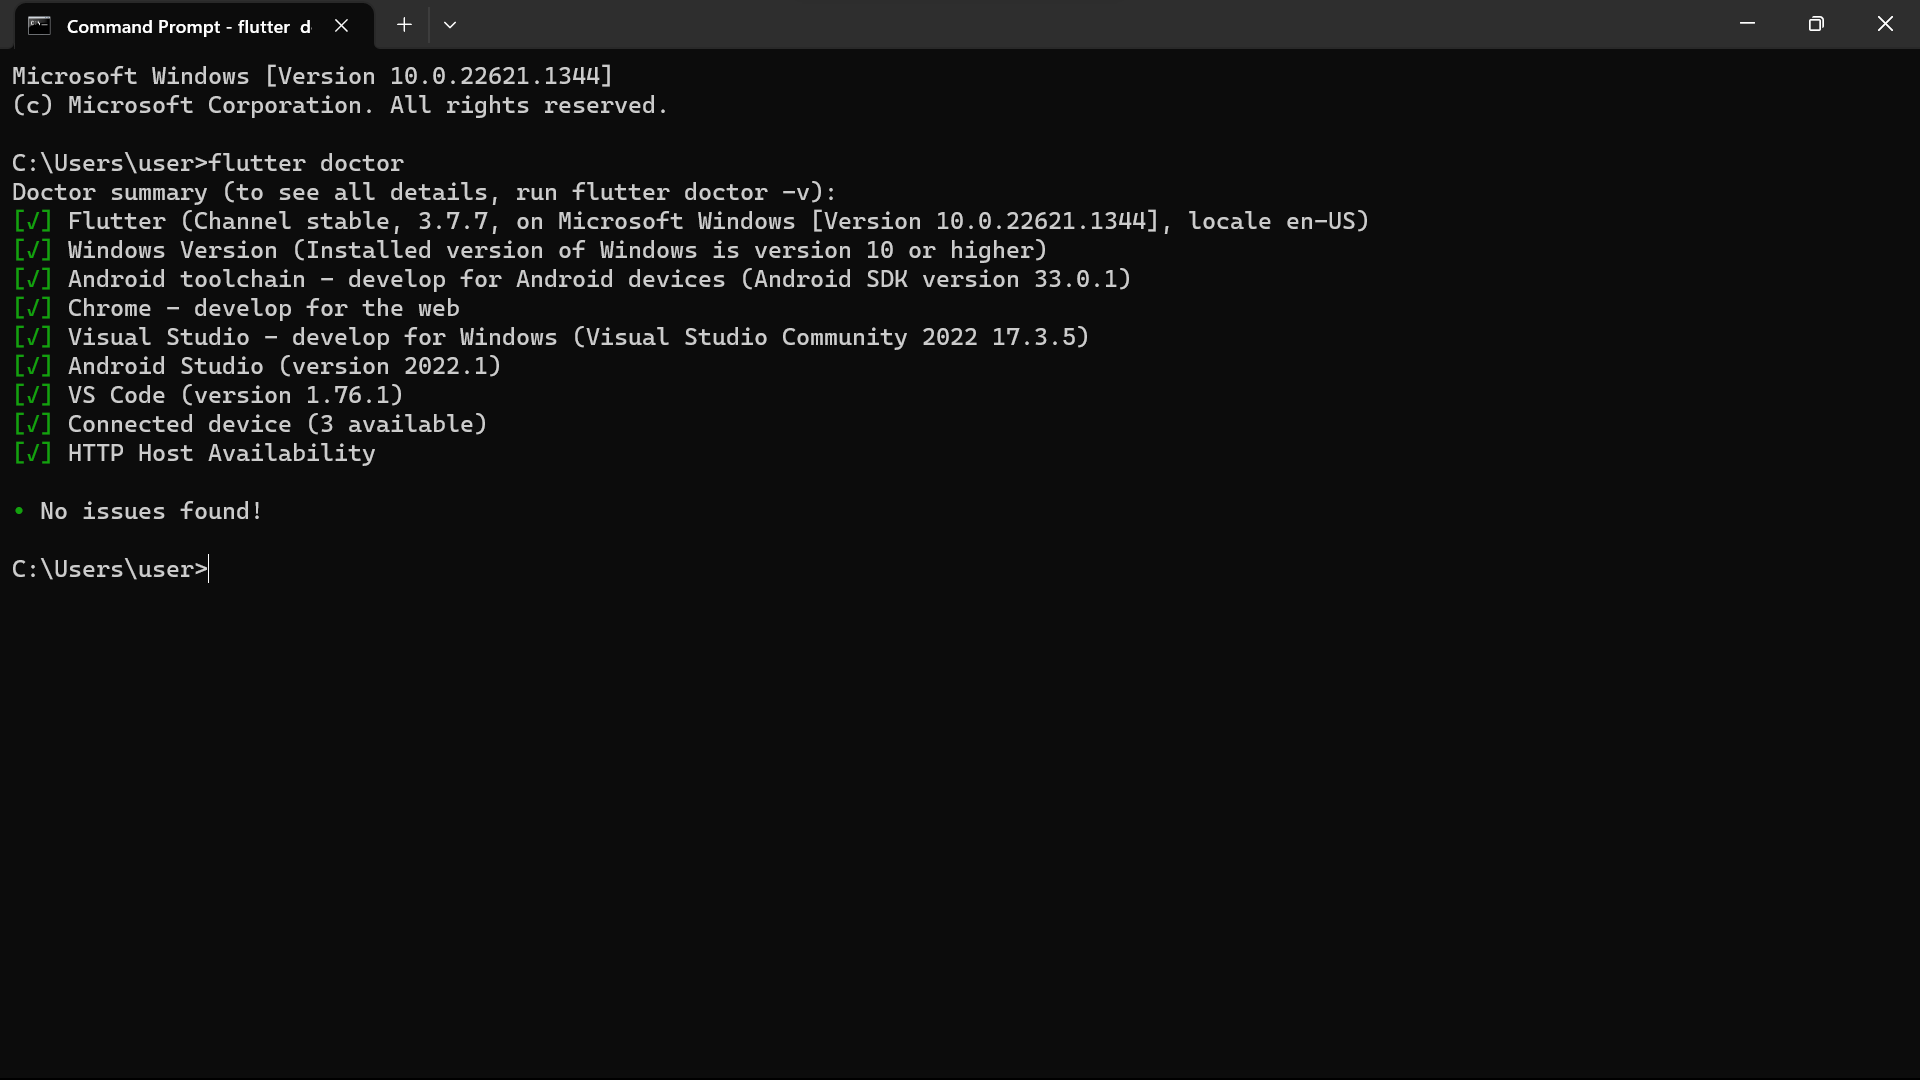 Command Prompt - flutter d
Microsoft Windows [Version 10.0.22621.1344]
(c) Microsoft Corporation. All rights reserved.
C:\Users\user>flutter doctor
Doctor summary (to see all details, run flutter doctor -v):
[√] Flutter (Channel stable, 3.7.7, on Microsoft Windows [Version 10.0.22621.1344], locale en-US)
[√] Windows Version (Installed version of Windows is version 10 or higher)
[√] Android toolchain - develop for Android devices (Android SDK version 33.0.1)
[√] Chrome - develop for the web
[√] Visual Studio - develop for Windows (Visual Studio Community 2022 17.3.5)
[√] Android Studio (version 2022.1)
[√] VS Code (version 1.76.1)
[√] Connected device (3 available)
[√] HTTP Host Availability
• No issues found!
C:\Users\user>